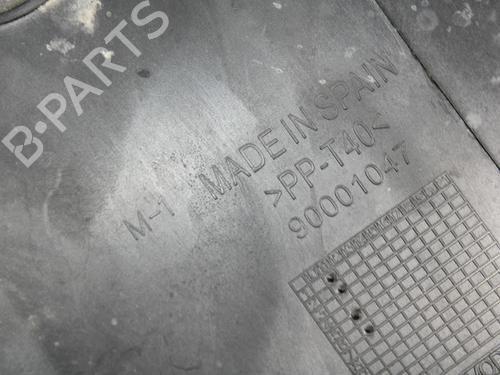 B-PARTS
MADE IN SPAIN
M-1 >PP-T40<
90001047